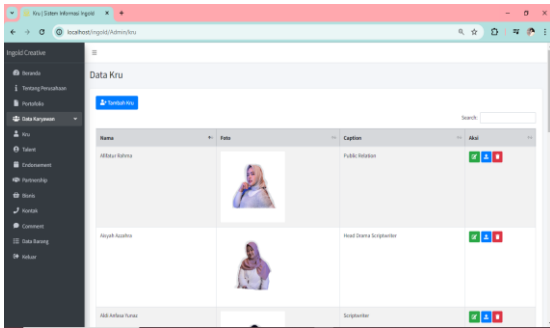 Kru | Sistem Informasi Ingold
localhost/ingold/Admin/kru
Ingold Creative
Data Kru
Beranda
Tentang Perusahaan
Portofolio
Data Karyawan
Kru
Talent
Endorsement
Partnership
Bisnis
Kontak
Comment
Data Barang
Keluar
Tambah Kru
Search:
Nama Foto Caption Aksi
Alfiatur Rohma Public Relation
Aisyah Head Drama Scriptwriter
Aldi Scriptwriter